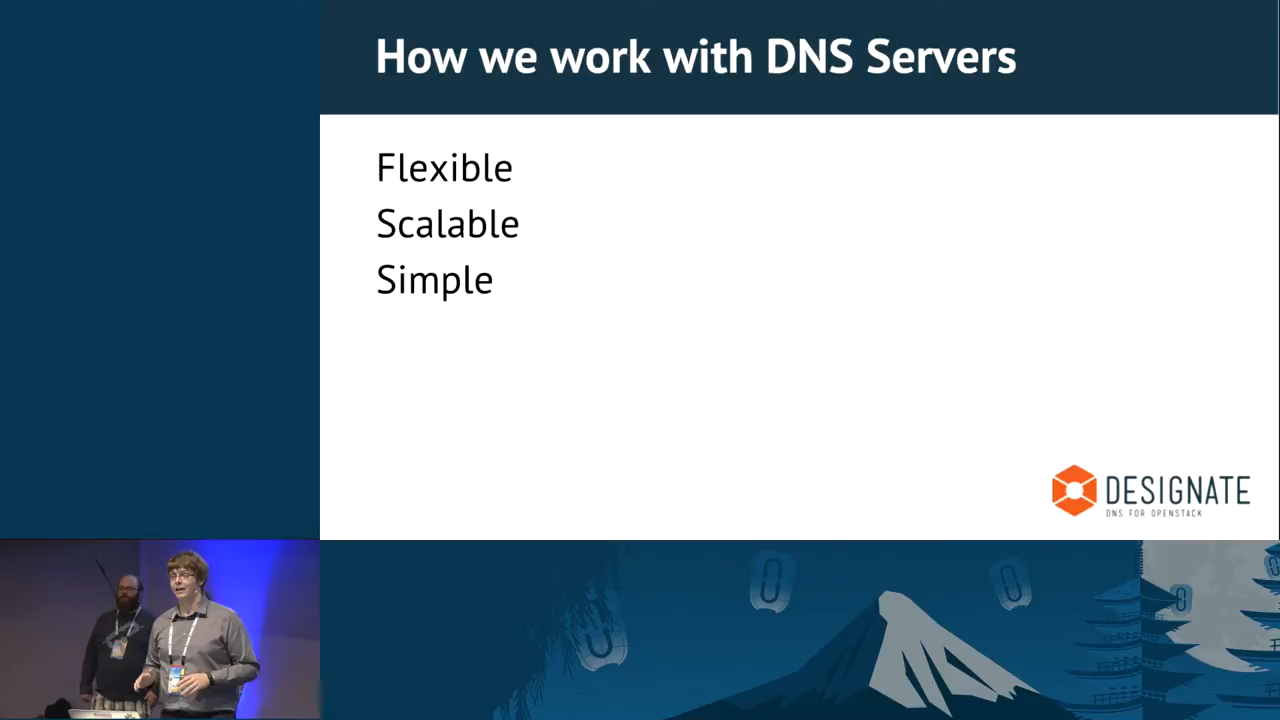 How we work with DNS Servers
Flexible
Scalable
Simple
DESIGNATE
DNS FOR OPENSTACK